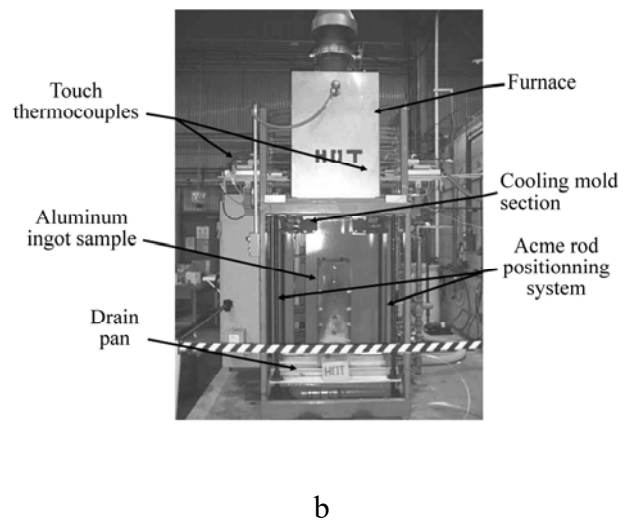 Touch
thermocouples
Furnace
HOT
Cooling mold
section
Aluminum
ingot sample
Acme rod
positionning
system
Drain
pan
HOT
b